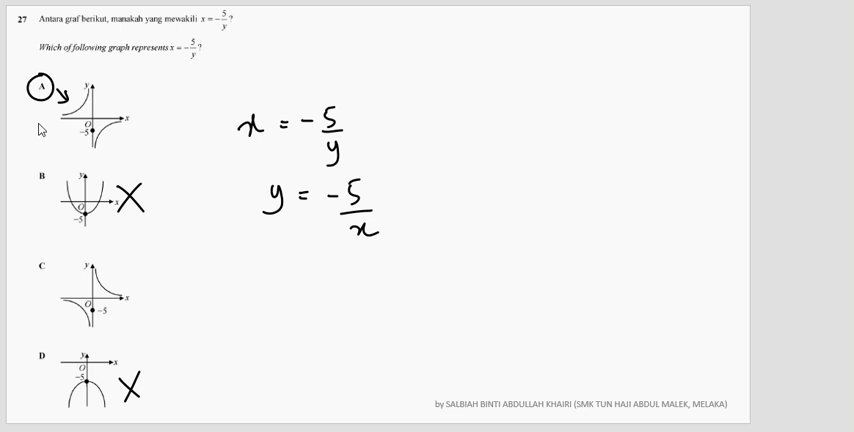 27 Antara graf berikut, manakah yang mewakili x = -5/y ?
Which of following graph represents x = -5/y ?
A
y
x
O
-5
x = -5/y
B
y
x
O
-5
y = -5/x
C
y
x
O
-5
D
y
x
O
-5
by SALBIAH BINTI ABDULLAH KHAIRI (SMK TUN HAJI ABDUL MALEK, MELAKA)